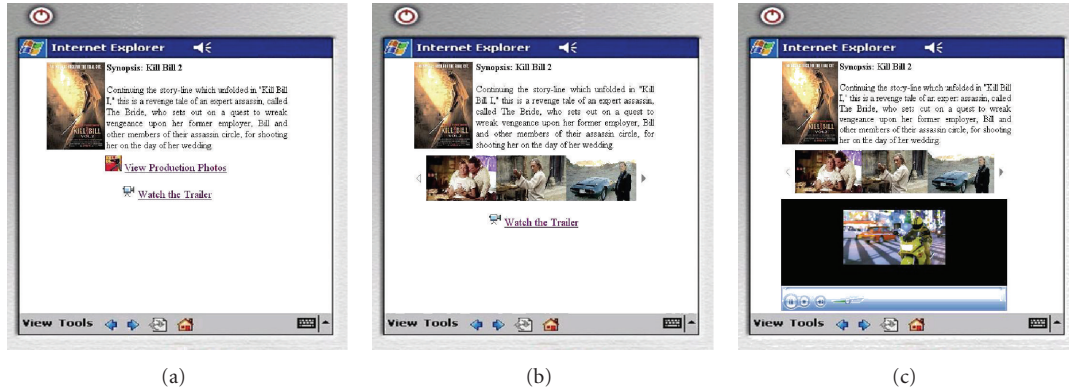 Internet Explorer
Synopsis: Kill Bill 2
Continuing the story-line which unfolded in "Kill Bill
I," this is a revenge tale of an expert assassin, called
The Bride, who sets out on a quest to wreak
vengeance upon her former employer, Bill and
other members of their assassin circle, for shooting
her on the day of her wedding.
KILL BILL
View Production Photos
Watch the Trailer
View Tools
(a)
Internet Explorer
Synopsis: Kill Bill 2
Continuing the story-line which unfolded in "Kill
Bill I," this is a revenge tale of an expert assassin,
called The Bride, who sets out on a quest to wreak
vengeance upon her former employer, Bill and
and other members of their assassin circle, for
shooting her on the day of her wedding.
KILL BILL
Watch the Trailer
View Tools
(b)
Internet Explorer
Synopsis: Kill Bill 2
Continuing the story-line which unfolded in "Kill Bill
I," this is a revenge tale of an expert assassin, called
The Bride, who sets out on a quest to wreak
vengeance upon her former employer, Bill and
other members of their assassin circle, for shooting
her on the day of her wedding.
KILL BILL
View Tools
(c)